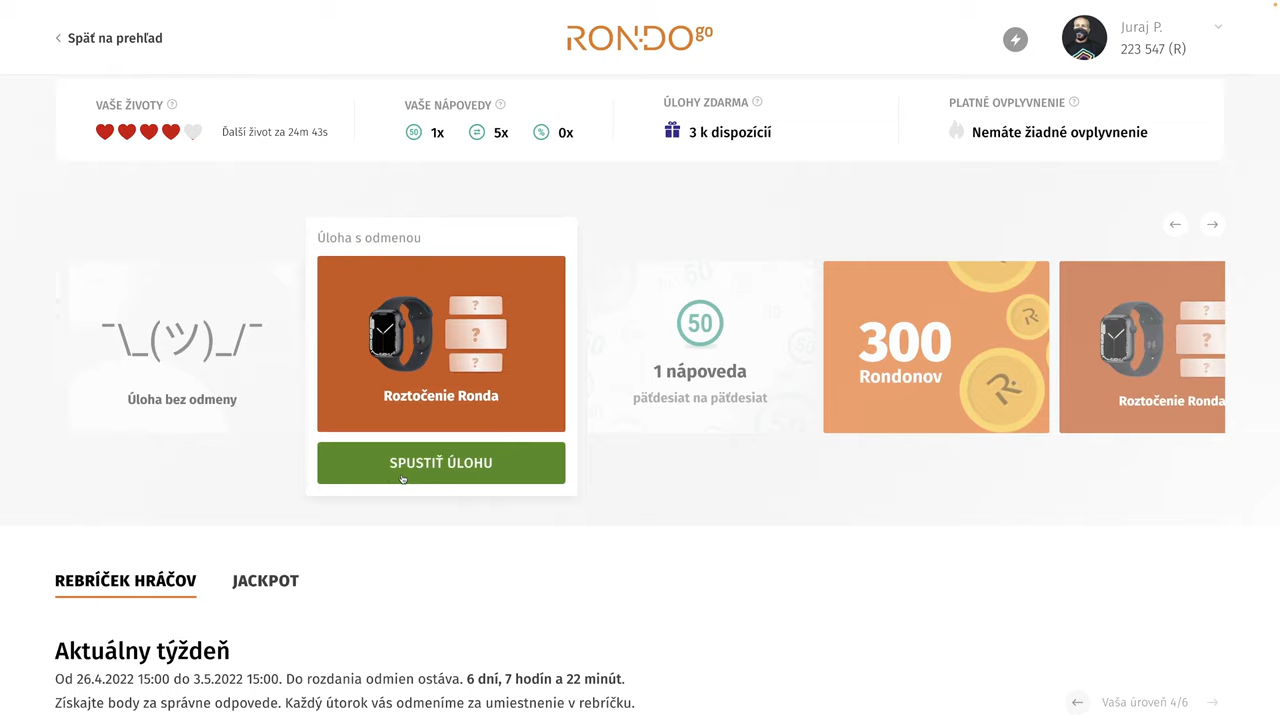 Späť na prehľad
RONDO go
Juraj P.
223 547 (R)
VAŠE ŽIVOTY ?
Ďalší život za 24m 43s
VAŠE NÁPOVEDY ?
50 1x
5x
% 0x
ÚLOHY ZDARMA ?
3 k dispozícií
PLATNÉ OVPLYVNENIE ?
Nemáte žiadné ovplyvnenie
¯\_(ツ)_/¯
Úloha bez odmeny
Úloha s odmenou
?
?
?
Roztočenie Ronda
SPUSTIŤ ÚLOHU
50
1 nápoveda
päťdesiat na päťdesiat
300
Rondonov
?
?
?
Roztočenie Ronda
REBRÍČEK HRÁČOV
JACKPOT
Aktuálny týždeň
Od 26.4.2022 15:00 do 3.5.2022 15:00. Do rozdania odmien ostáva. 6 dní, 7 hodín a 22 minút.
Získajte body za správne odpovede. Každý útorok vás odmeníme za umiestnenie v rebríčku.
Vaša úroveň 4/6